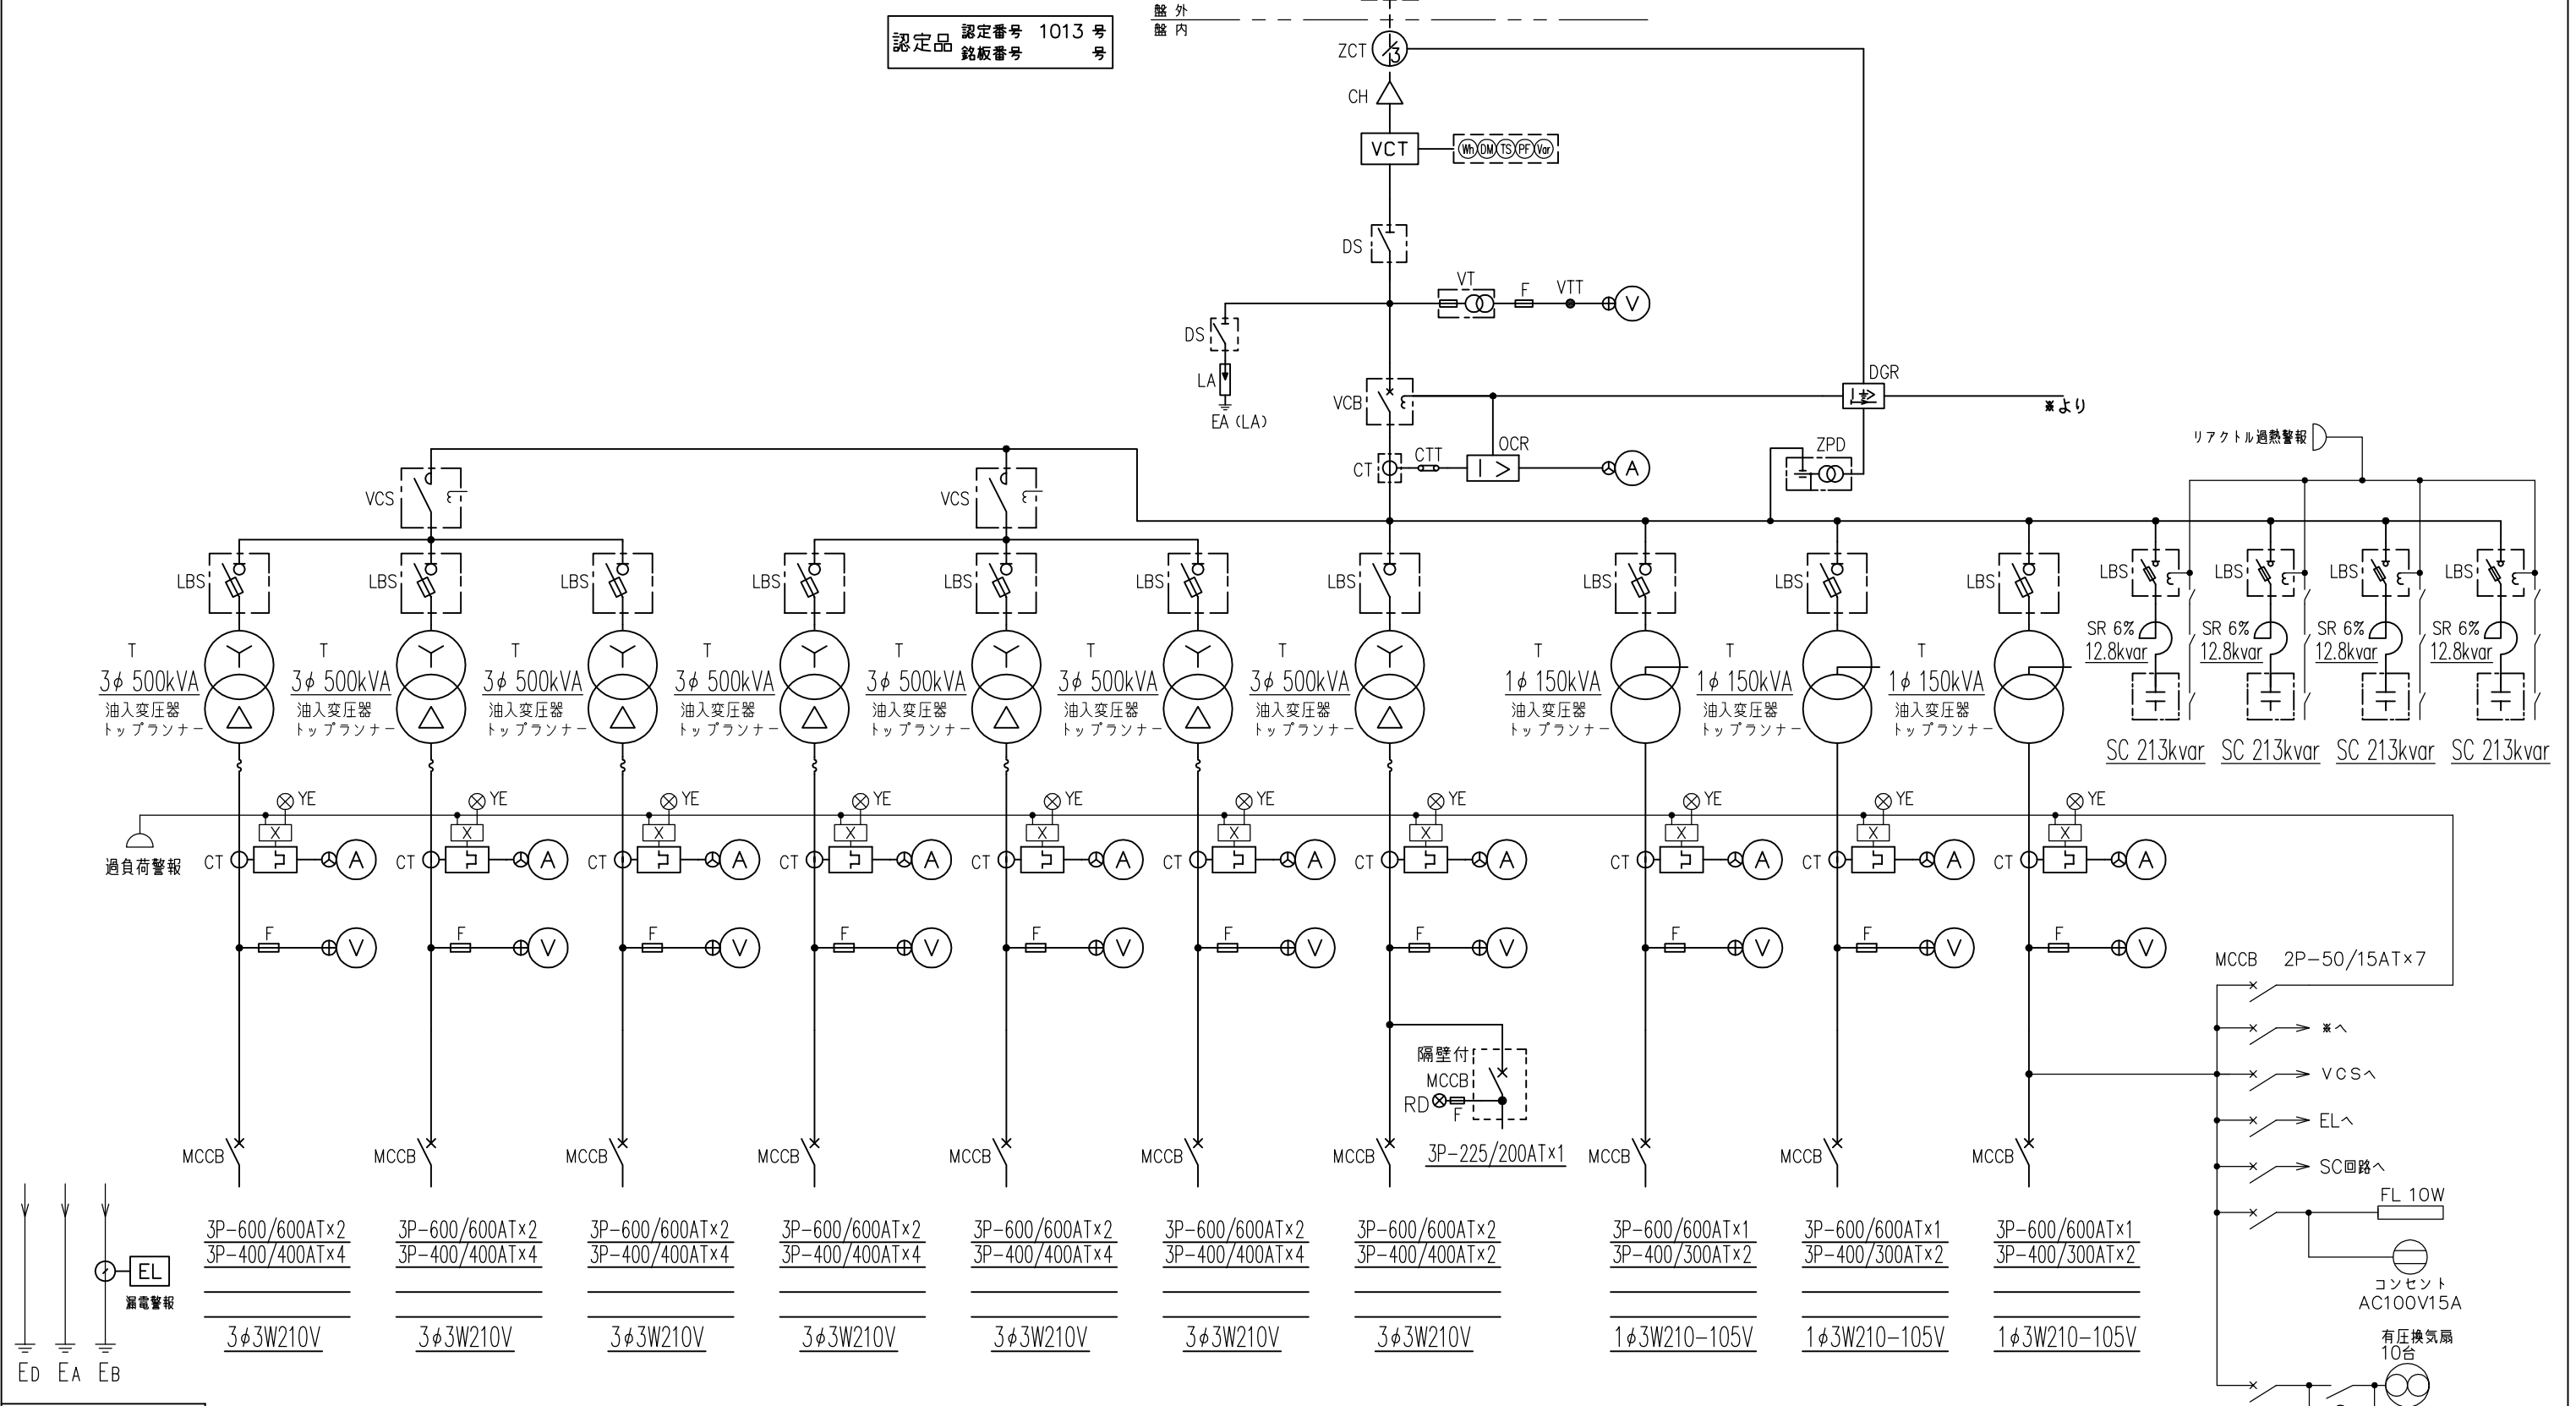 盤外
盤内
認定品 認定番号 1013 号
銘板番号 号
ZCT
3
CH
VCT
Wh DM TS PF Var
DS
VT F VTT V
DS
LA
EA (LA)
VCB
DGR
※より
OCR
CT CTT I > A
ZPD
リアクトル過熱警報
VCS VCS
LBS LBS LBS LBS LBS LBS LBS LBS LBS LBS LBS LBS LBS LBS
SR 6% SR 6% SR 6% SR 6%
12.8kvar 12.8kvar 12.8kvar 12.8kvar
T T T T T T T T T T
3φ 500kVA 3φ 500kVA 3φ 500kVA 3φ 500kVA 3φ 500kVA 3φ 500kVA 3φ 500kVA 1φ 150kVA 1φ 150kVA 1φ 150kVA
油入変圧器 油入変圧器 油入変圧器 油入変圧器 油入変圧器 油入変圧器 油入変圧器 油入変圧器 油入変圧器 油入変圧器
トップランナー トップランナー トップランナー トップランナー トップランナー トップランナー トップランナー トップランナー トップランナー トップランナー
SC 213kvar SC 213kvar SC 213kvar SC 213kvar
YE YE YE YE YE YE YE YE YE YE
X X X X X X X X X X
過負荷警報
CT A CT A CT A CT A CT A CT A CT A CT A CT A CT A
F V F V F V F V F V F V F V F V F V F V
MCCB 2P-50/15AT×7
※へ
VCSへ
ELへ
SC回路へ
FL 10W
コンセント
AC100V15A
有圧換気扇
10台
隔壁付
MCCB
RD F
3P-225/200AT×1
MCCB MCCB MCCB MCCB MCCB MCCB MCCB MCCB MCCB MCCB
3P-600/600AT×2 3P-600/600AT×2 3P-600/600AT×2 3P-600/600AT×2 3P-600/600AT×2 3P-600/600AT×2 3P-600/600AT×2 3P-600/600AT×1 3P-600/600AT×1 3P-600/600AT×1
3P-400/400AT×4 3P-400/400AT×4 3P-400/400AT×4 3P-400/400AT×4 3P-400/400AT×4 3P-400/400AT×4 3P-400/400AT×2 3P-400/300AT×2 3P-400/300AT×2 3P-400/300AT×2
EL
漏電警報
3φ3W210V 3φ3W210V 3φ3W210V 3φ3W210V 3φ3W210V 3φ3W210V 3φ3W210V 1φ3W210-105V 1φ3W210-105V 1φ3W210-105V
ED EA EB